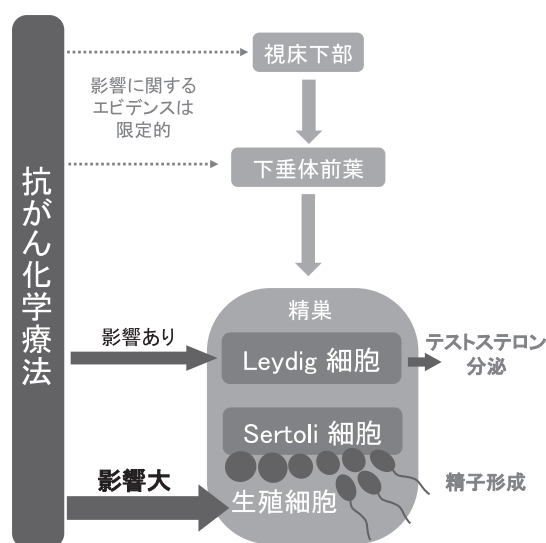 抗がん化学療法
視床下部
影響に関する
エビデンスは
限定的
下垂体前葉
精巣
影響あり
Leydig 細胞
テストステロン
分泌
Sertoli 細胞
影響大
生殖細胞
精子形成